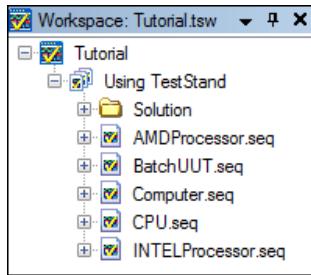 Workspace: Tutorial.tsw
Tutorial
Using TestStand
Solution
AMDProcessor.seq
BatchUUT.seq
Computer.seq
CPU.seq
INTELProcessor.seq